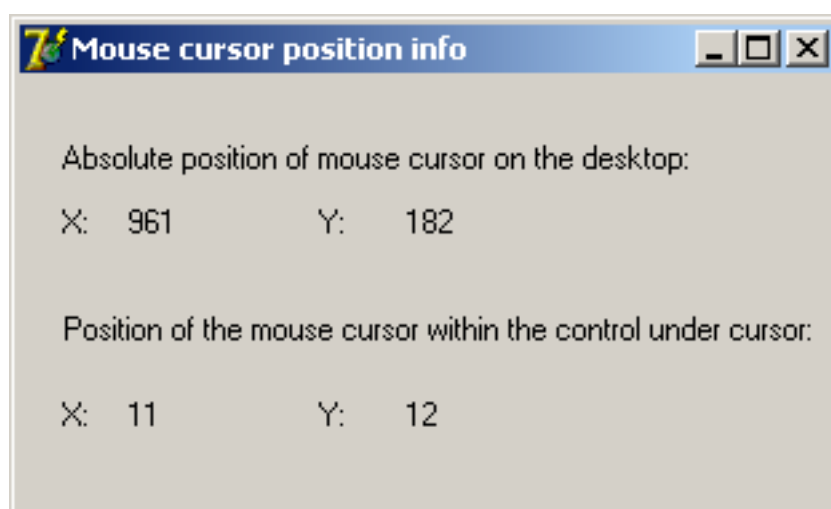 Mouse cursor position info
Absolute position of mouse cursor on the desktop:
X: 961 Y: 182
Position of the mouse cursor within the control under cursor:
X: 11 Y: 12